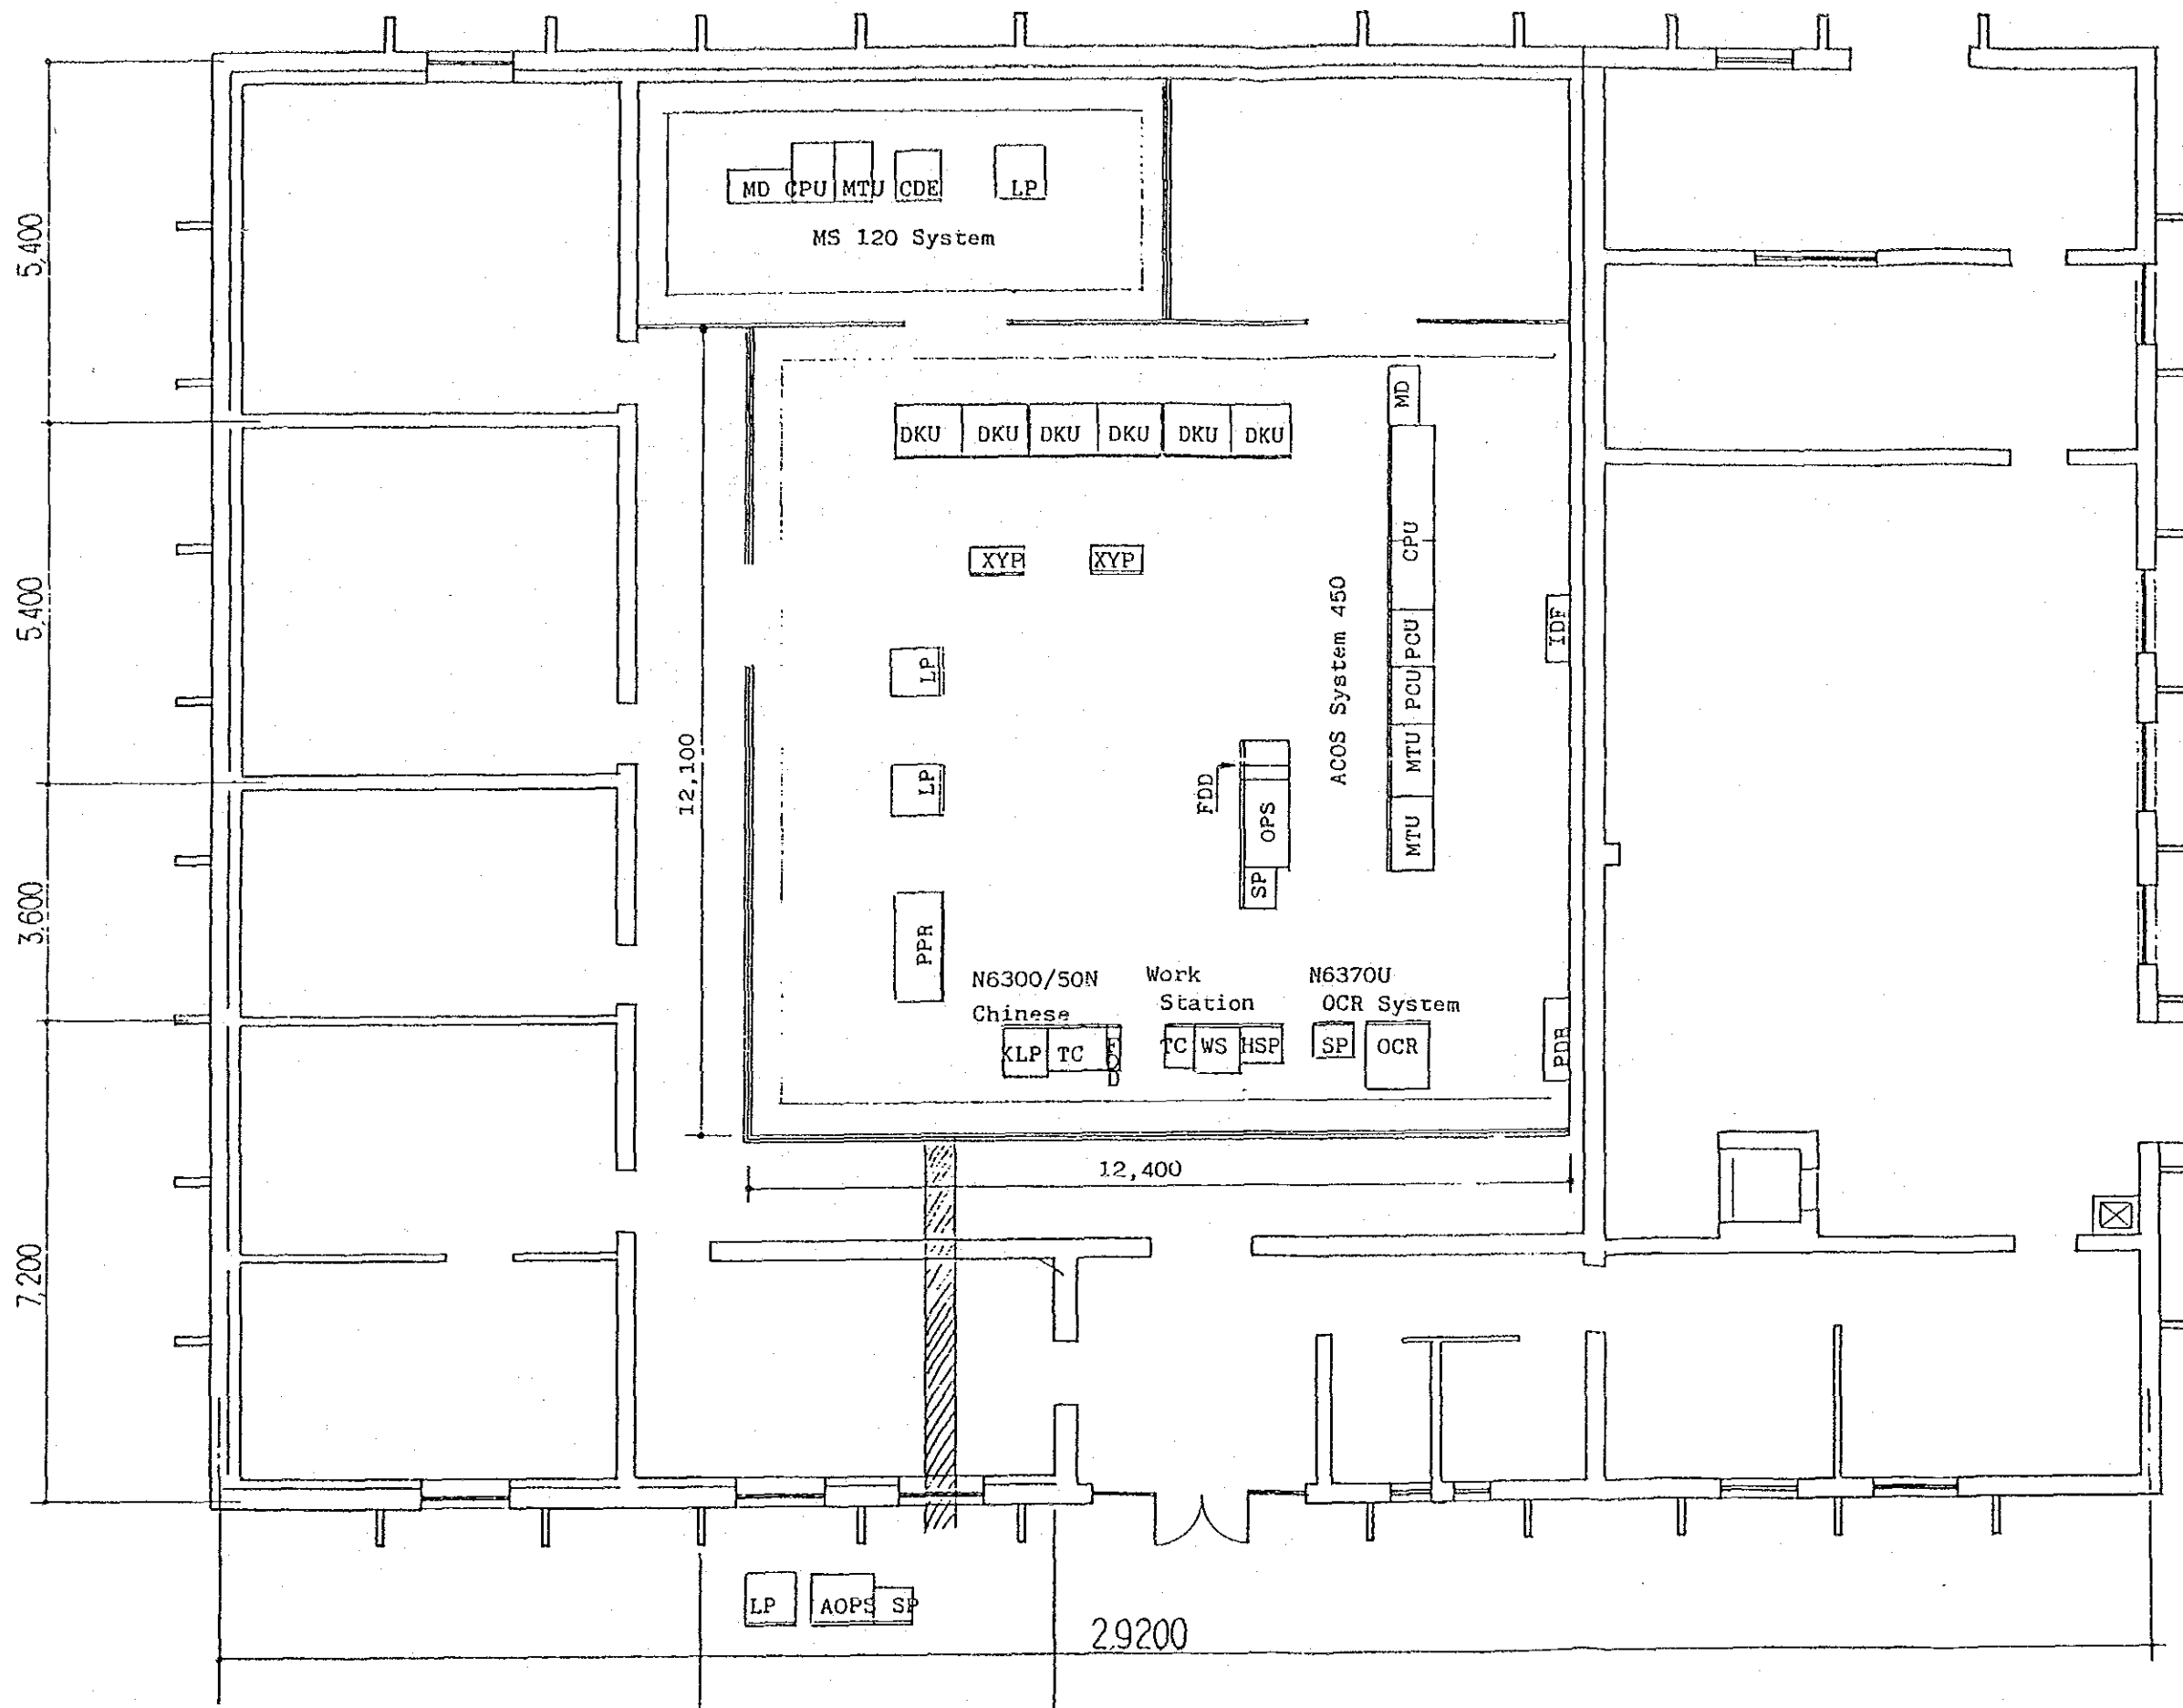 5,400
5,400
3,600
7,200
MD CPU MTU CDE LP
MS 120 System
DKU DKU DKU DKU DKU DKU
MD
CPU
PCU
PCU
MTU
MTU
XYP XYP
ACOS System 450
IDF
LP
LP
12,100
FDD
OPS
SP
PPR
N6300/50N
Chinese
KLP TC FDD
Work
Station
TC WS HSP
N6370U
OCR System
SP OCR
PDB
12,400
LP AOPS SP
2.9200